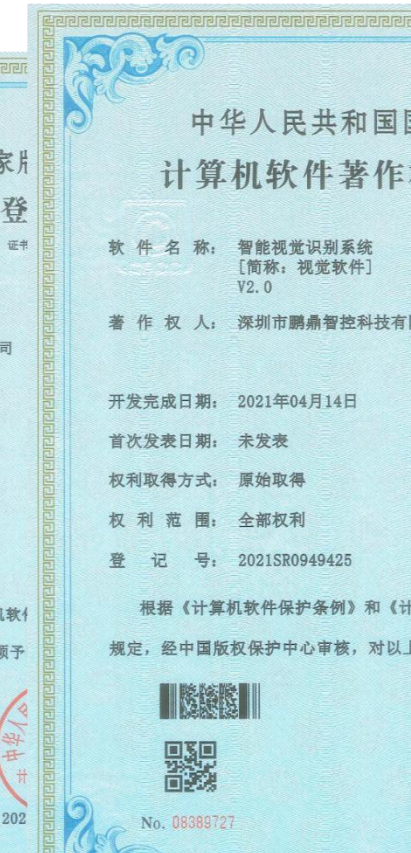 中华人民共和国国
计算机软件著作
软件名称： 智能视觉识别系统
[简称：视觉软件]
V2.0
著作权人： 深圳市鹏鼎智控科技有
开发完成日期： 2021年04月14日
首次发表日期： 未发表
权利取得方式： 原始取得
权利范围： 全部权利
登记号： 2021SR0949425
根据《计算机软件保护条例》和《计
规定，经中国版权保护中心审核，对以上
No. 08389727
登
证书
司
软件
予
中华人
202